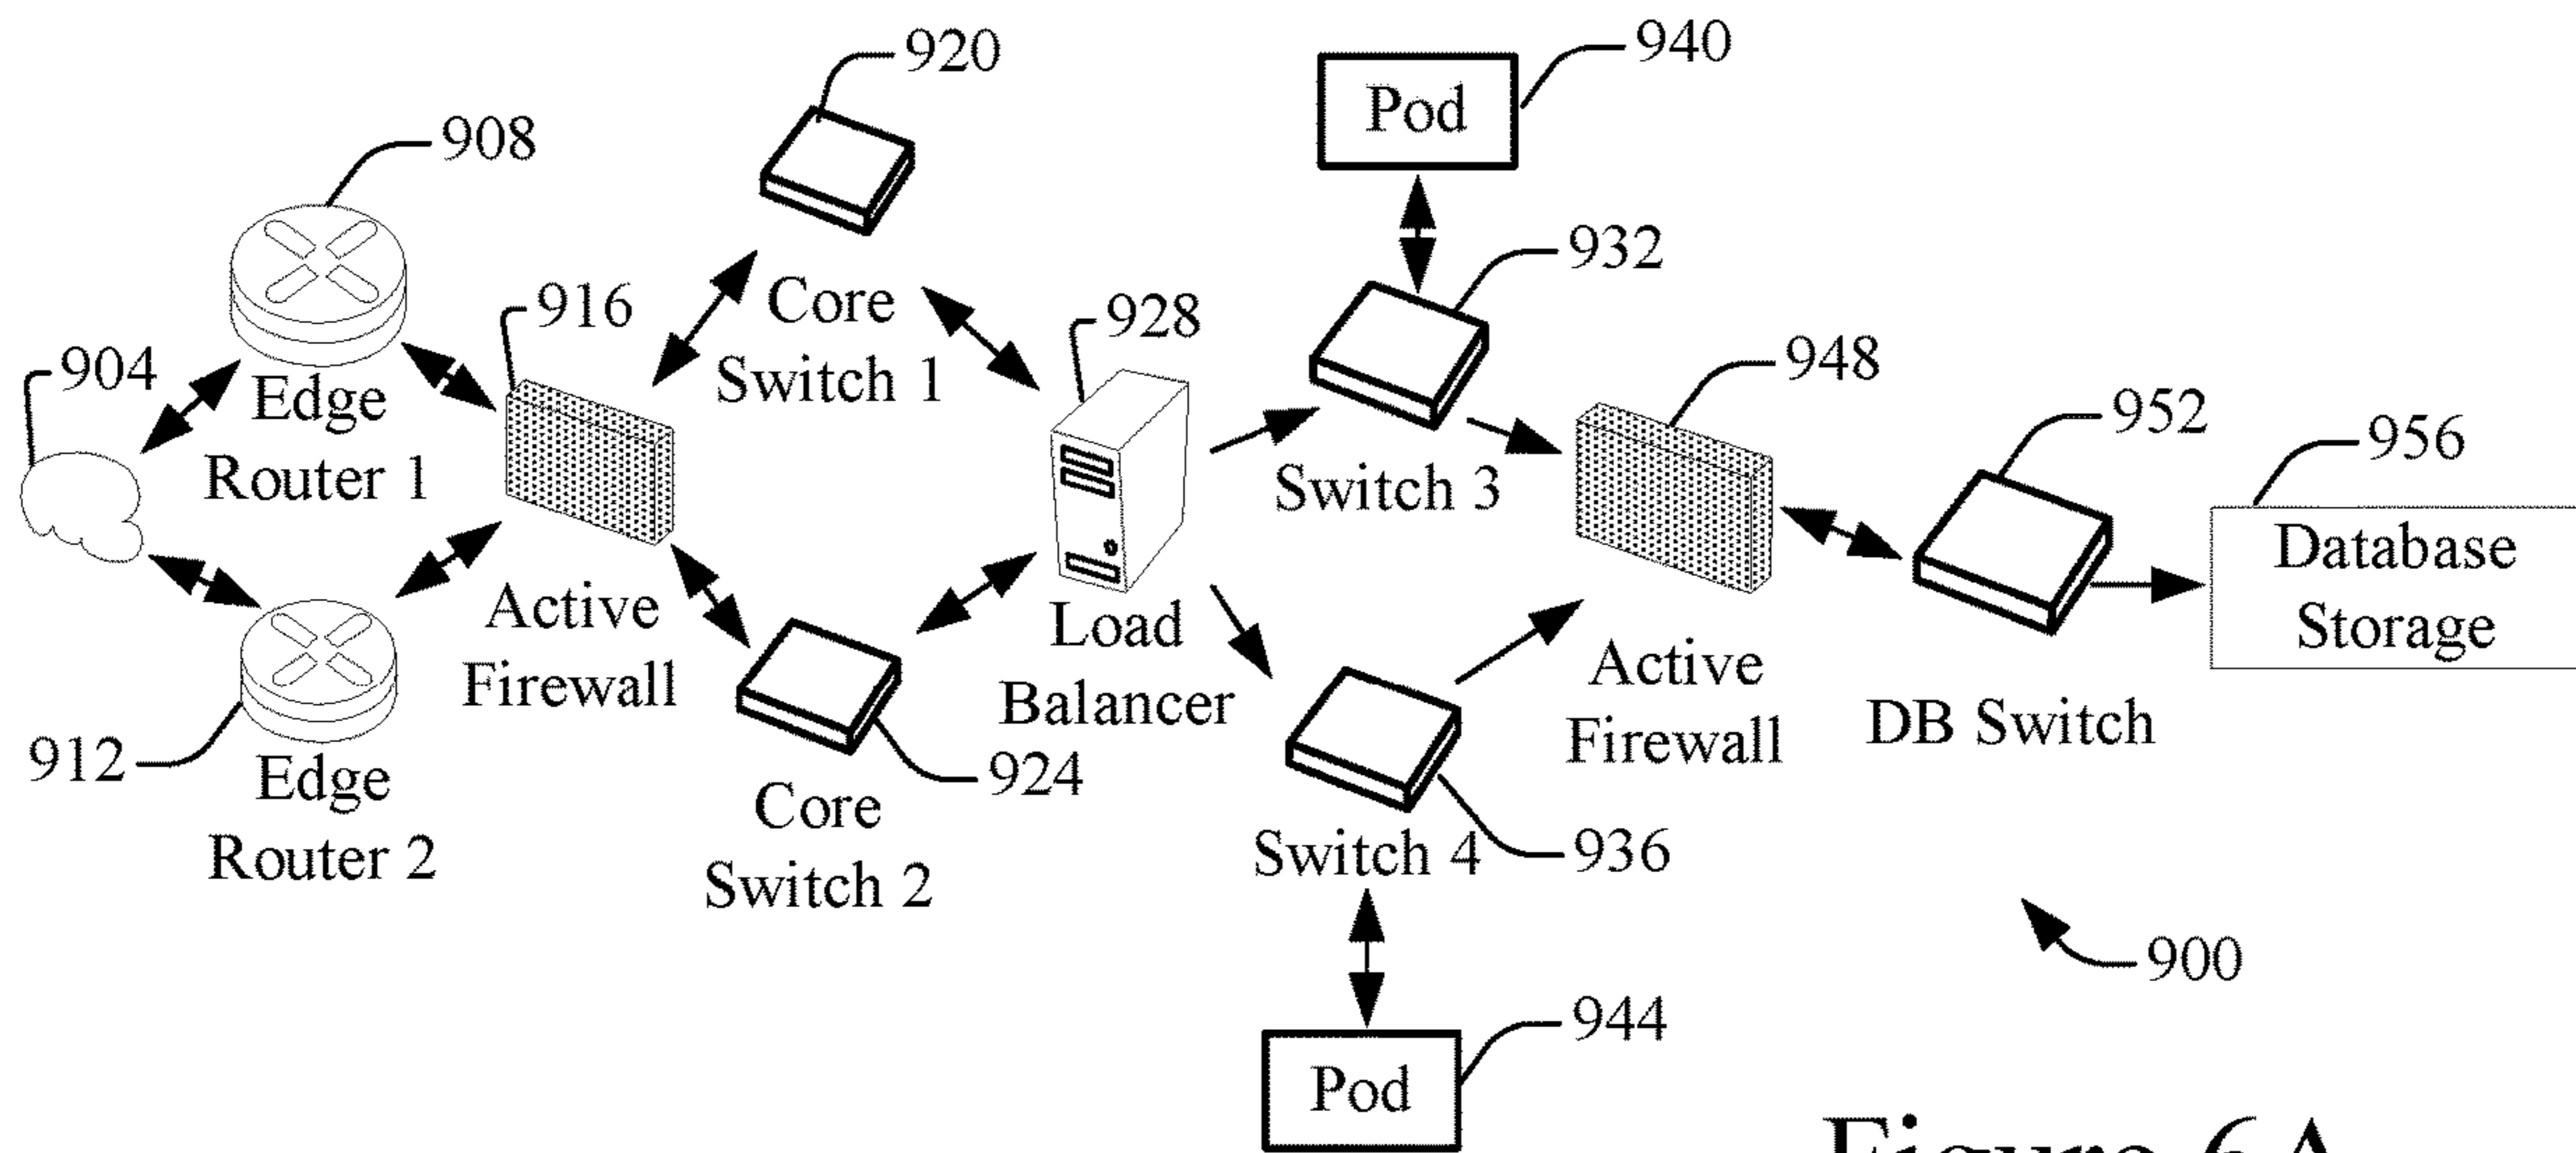 920
940
Pod
908
932
916
Core
Switch 1
928
948
904
Edge
Router 1
952
956
Switch 3
Database
Storage
Active
Firewall
Load
Balancer
Active
Firewall
DB Switch
912
Edge
Router 2
924
Core
Switch 2
Switch 4
936
900
944
Pod
Figure 6A